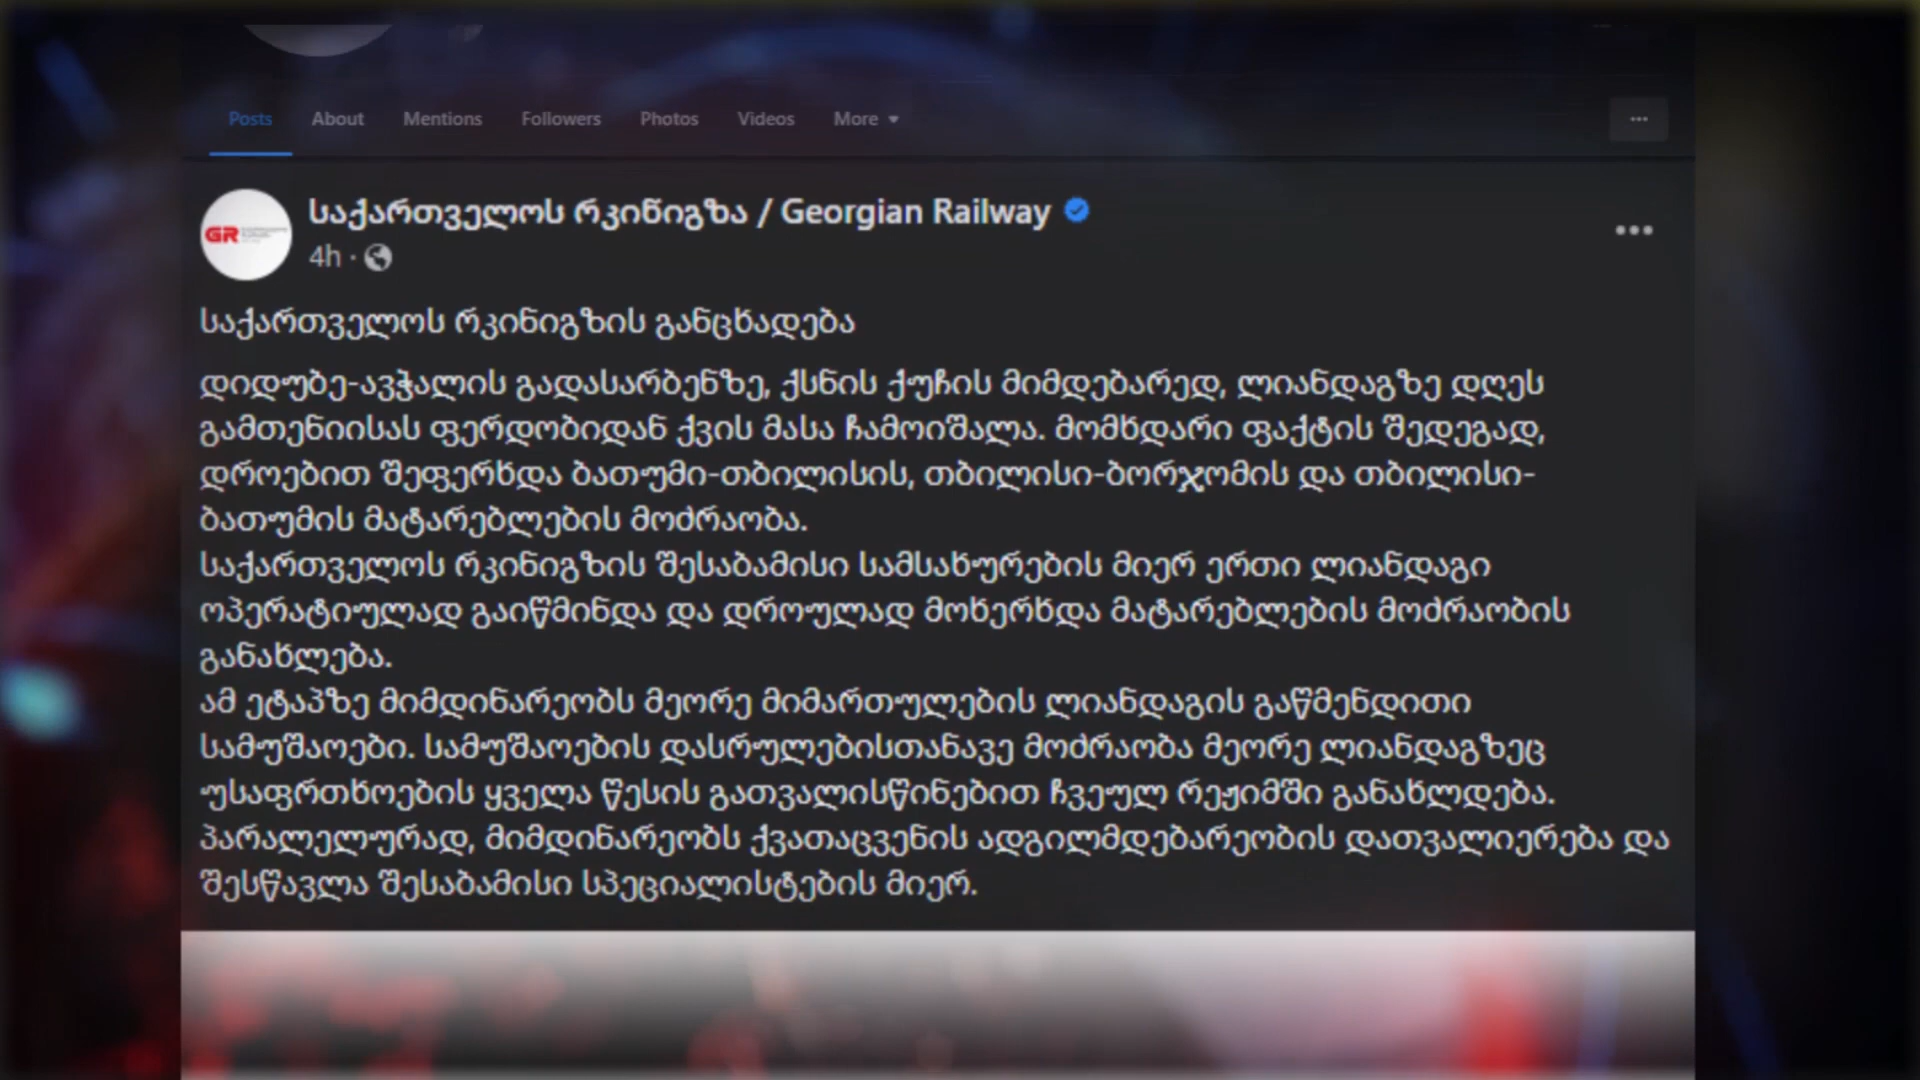 Posts About Mentions Followers Photos Videos More
საქართველოს რკინიგზა / Georgian Railway
4h ·
საქართველოს რკინიგზის განცხადება
დიდუბე-ავჭალის გადასარბენზე, ქსნის ქუჩის მიმდებარედ, ლიანდაგზე დღეს
გამთენიისას ფერდობიდან ქვის მასა ჩამოიშალა. მომხდარი ფაქტის შედეგად,
დროებით შეფერხდა ბათუმი-თბილისის, თბილისი-ბორჯომის და თბილისი-
ბათუმის მატარებლების მოძრაობა.
საქართველოს რკინიგზის შესაბამისი სამსახურების მიერ ერთი ლიანდაგი
ოპერატიულად გაიწმინდა და დროულად მოხერხდა მატარებლების მოძრაობის
განახლება.
ამ ეტაპზე მიმდინარეობს მეორე მიმართულების ლიანდაგის გაწმენდითი
სამუშაოები. სამუშაოების დასრულებისთანავე მოძრაობა მეორე ლიანდაგზეც
უსაფრთხოების ყველა წესის გათვალისწინებით ჩვეულ რეჟიმში განახლდება.
პარალელურად, მიმდინარეობს ქვათაცვენის ადგილმდებარეობის დათვალიერება და
შესწავლა შესაბამისი სპეციალისტების მიერ.
GR